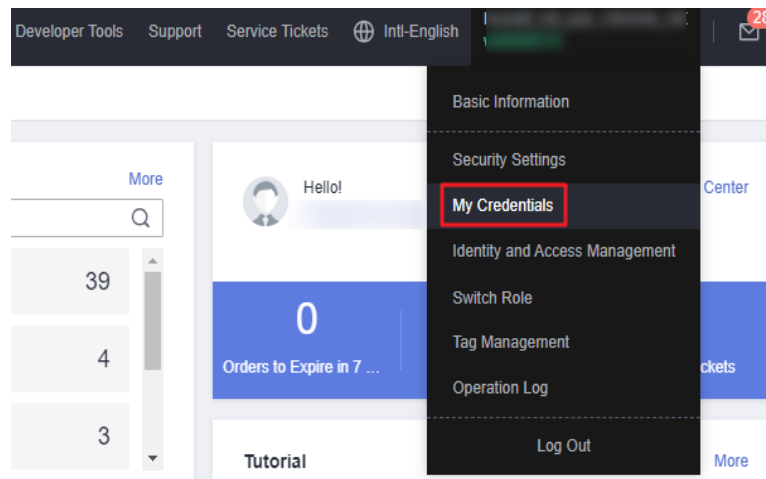 Developer Tools Support Service Tickets Intl-English
28
Basic Information
Security Settings
More
Hello!
My Credentials
Center
Identity and Access Management
39
Switch Role
0
Tag Management
4
Orders to Expire in 7 ...
ckets
Operation Log
3
Log Out
Tutorial
More